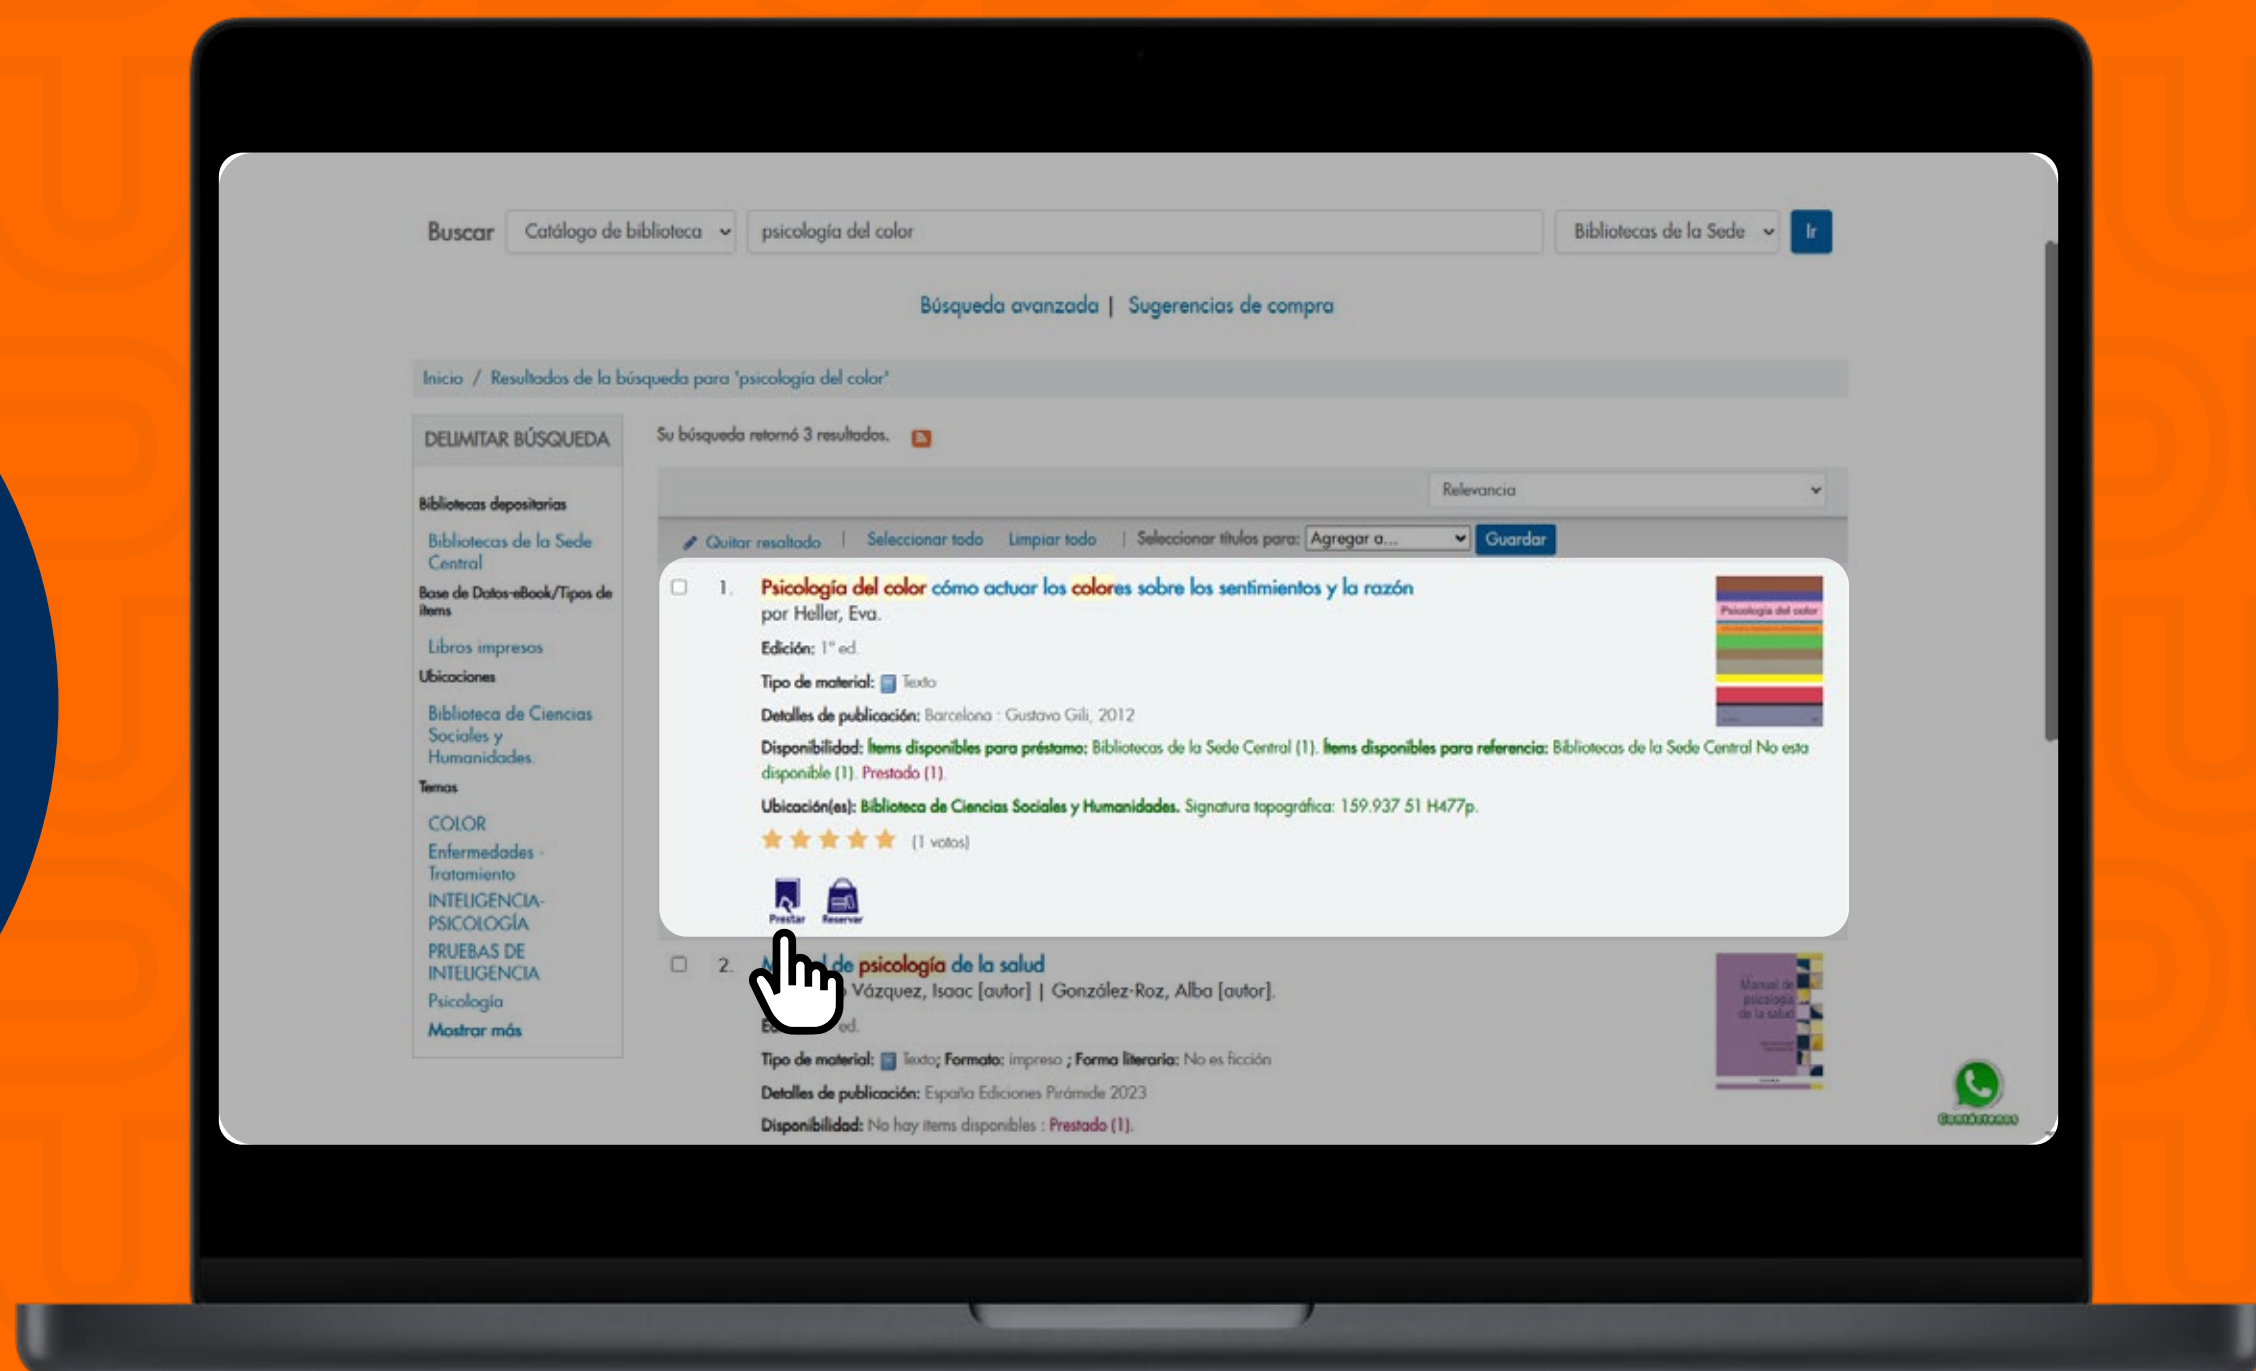 Buscar Catálogo de biblioteca psicología del color Bibliotecas de la Sede Ir
Búsqueda avanzada | Sugerencias de compra
Inicio / Resultados de la búsqueda para 'psicología del color'
DELIMITAR BÚSQUEDA
Bibliotecas depositarias
Bibliotecas de la Sede
Central
Base de Datos-eBook/Tipos de
ítems
Libros impresos
Ubicaciones
Biblioteca de Ciencias
Sociales y
Humanidades.
Temas
COLOR
Enfermedades -
Tratamiento
INTELIGENCIA-
PSICOLOGÍA
PRUEBAS DE
INTELIGENCIA
Psicología
Mostrar más
Su búsqueda retornó 3 resultados.
Relevancia
Quitar resaltado | Seleccionar todo Limpiar todo | Seleccionar títulos para: Agregar a... Guardar
1. Psicología del color cómo actuar los colores sobre los sentimientos y la razón
por Heller, Eva.
Edición: 1ª ed.
Tipo de material: Texto
Detalles de publicación: Barcelona : Gustavo Gili, 2012
Disponibilidad: Ítems disponibles para préstamo: Bibliotecas de la Sede Central (1). Ítems disponibles para referencia: Bibliotecas de la Sede Central No esta
disponible (1). Prestado (1).
Ubicación(es): Biblioteca de Ciencias Sociales y Humanidades. Signatura topográfica: 159.937 51 H477p.
(1 votos)
Prestar Reservar
Psicología del color
2. de psicología de la salud
Vázquez, Isaac [autor] | González-Roz, Alba [autor].
ed.
Tipo de material: Texto; Formato: impreso ; Forma literaria: No es ficción
Detalles de publicación: España Ediciones Pirámide 2023
Disponibilidad: No hay ítems disponibles : Prestado (1).
Manual de
psicología
de la salud
Contáctenos